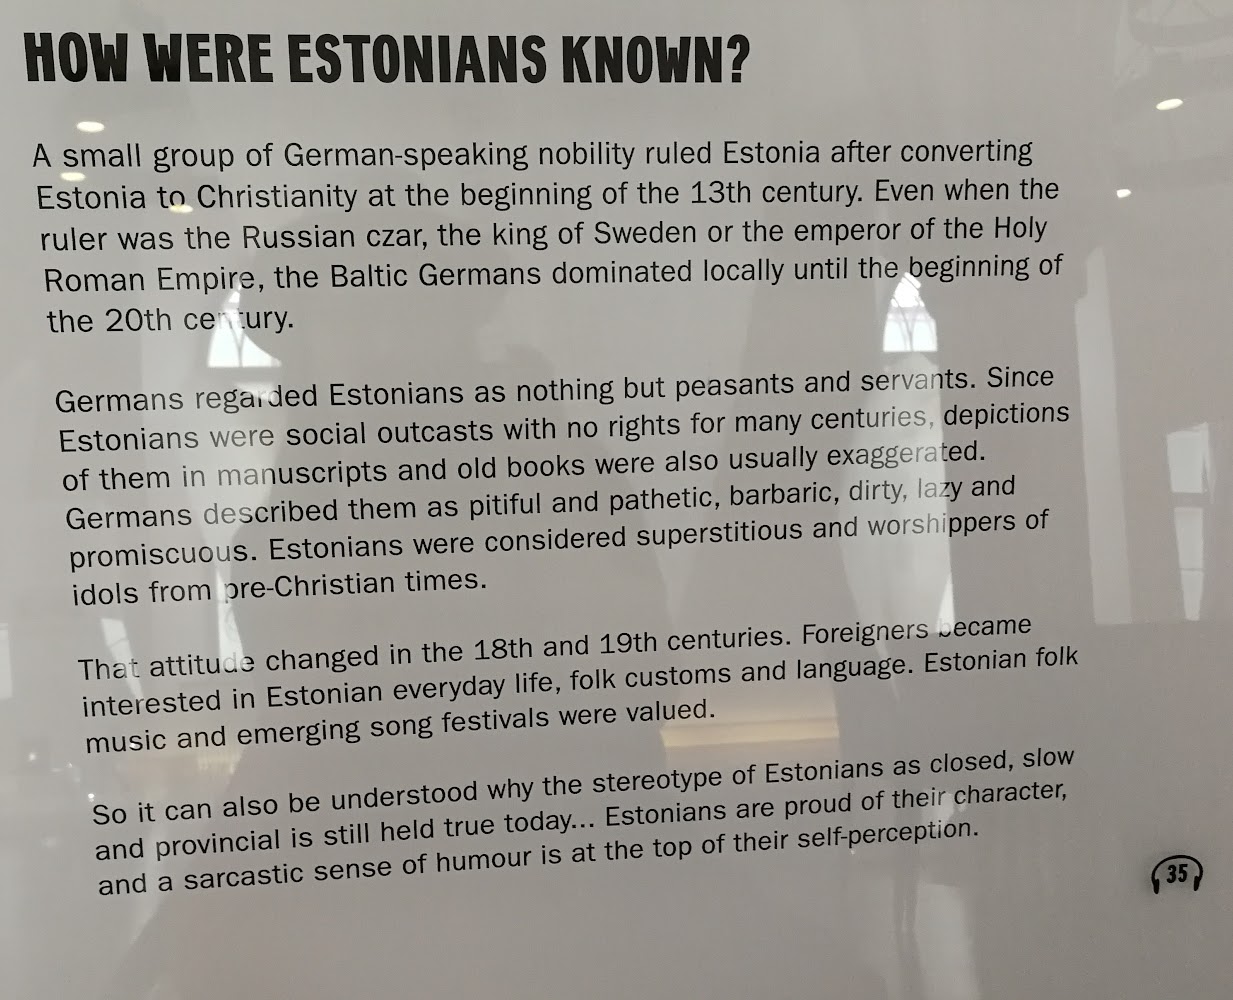 HOW WERE ESTONIANS KNOWN?
A small group of German-speaking nobility ruled Estonia after converting
Estonia to Christianity at the beginning of the 13th century. Even when the
ruler was the Russian czar, the king of Sweden or the emperor of the Holy
Roman Empire, the Baltic Germans dominated locally until the beginning of
the 20th century.
Germans regarded Estonians as nothing but peasants and servants. Since
Estonians were social outcasts with no rights for many centuries, depictions
of them in manuscripts and old books were also usually exaggerated.
Germans described them as pitiful and pathetic, barbaric, dirty, lazy and
promiscuous. Estonians were considered superstitious and worshippers of
idols from pre-Christian times.
That attitude changed in the 18th and 19th centuries. Foreigners became
interested in Estonian everyday life, folk customs and language. Estonian folk
music and emerging song festivals were valued.
So it can also be understood why the stereotype of Estonians as closed, slow
and provincial is still held true today... Estonians are proud of their character,
and a sarcastic sense of humour is at the top of their self-perception.
35